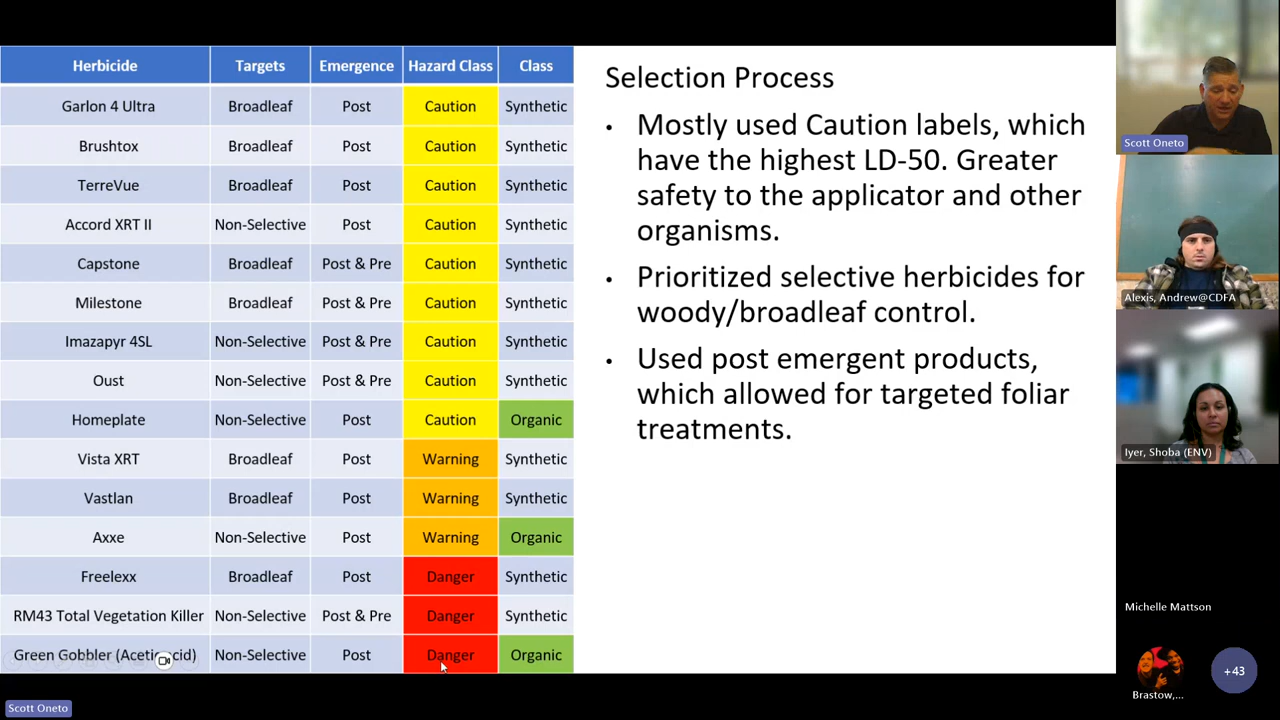 Herbicide Targets Emergence Hazard Class Class
Garlon 4 Ultra Broadleaf Post Caution Synthetic
Brushtox Broadleaf Post Caution Synthetic
TerreVue Broadleaf Post Caution Synthetic
Accord XRT II Non-Selective Post Caution Synthetic
Capstone Broadleaf Post & Pre Caution Synthetic
Milestone Broadleaf Post & Pre Caution Synthetic
Imazapyr 4SL Non-Selective Post & Pre Caution Synthetic
Oust Non-Selective Post & Pre Caution Synthetic
Homeplate Non-Selective Post Caution Organic
Vista XRT Broadleaf Post Warning Synthetic
Vastlan Broadleaf Post Warning Synthetic
Axxe Non-Selective Post Warning Organic
Freelexx Broadleaf Post Danger Synthetic
RM43 Total Vegetation Killer Non-Selective Post & Pre Danger Synthetic
Green Gobbler (Acetic Acid) Non-Selective Post Danger Organic
Selection Process
• Mostly used Caution labels, which
have the highest LD-50. Greater
safety to the applicator and other
organisms.
• Prioritized selective herbicides for
woody/broadleaf control.
• Used post emergent products,
which allowed for targeted foliar
treatments.
Scott Oneto
Alexis, Andrew@CDFA
Iyer, Shoba (ENV)
Michelle Mattson
Brastow,...
+43
Scott Oneto